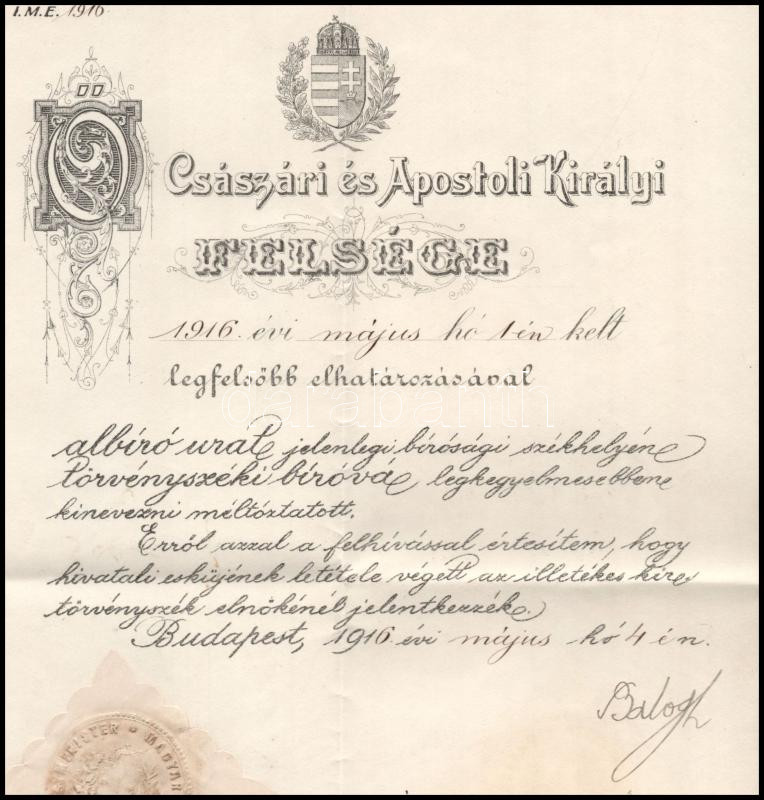 I.M.E. 1916
Ő Császári és Apostoli Királyi
FELSÉGE
1916 évi május hó 1-én kelt
legfelsőbb elhatározásával
albíró urat jelenlegi bírósági székhelyén
törvényszéki bíróvá legkegyelmesebben
kinevezni méltóztatott.
Erről azzal a felhívással értesítem, hogy
hivatali esküjének letétele végett az illetékes kir.
törvényszék elnökénél jelentkezzék.
Budapest, 1916 évi május hó 4 én.
Balogh
MAGYAR
darabanth